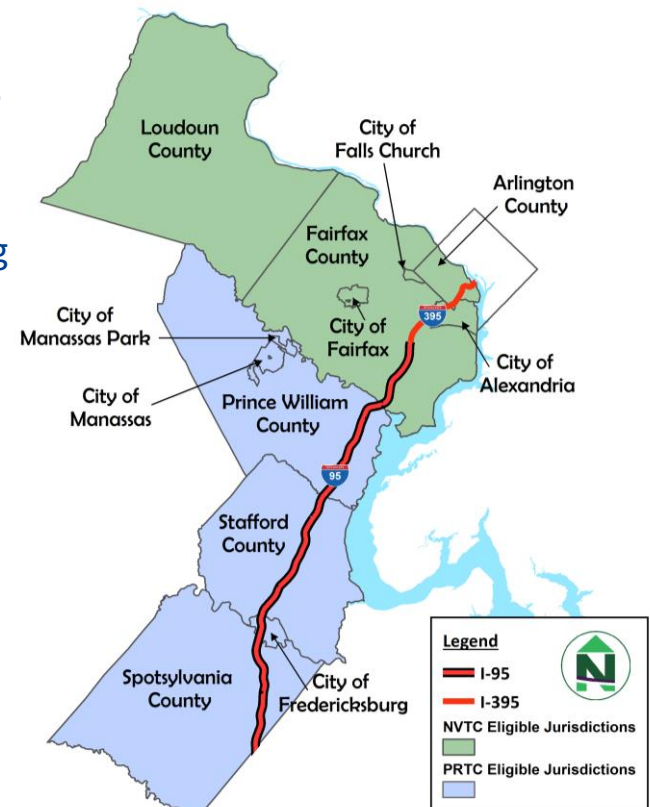 Loudoun
County
City of
Falls Church
Arlington
County
Fairfax
County
g
City of
Manassas Park
City of
Fairfax
395
City of
Alexandria
City of
Manassas
Prince William
County
95
Stafford
County
Spotsylvania
County
City of
Fredericksburg
Legend
I-95
I-395
NVTC Eligible Jurisdictions
PRTC Eligible Jurisdictions
N